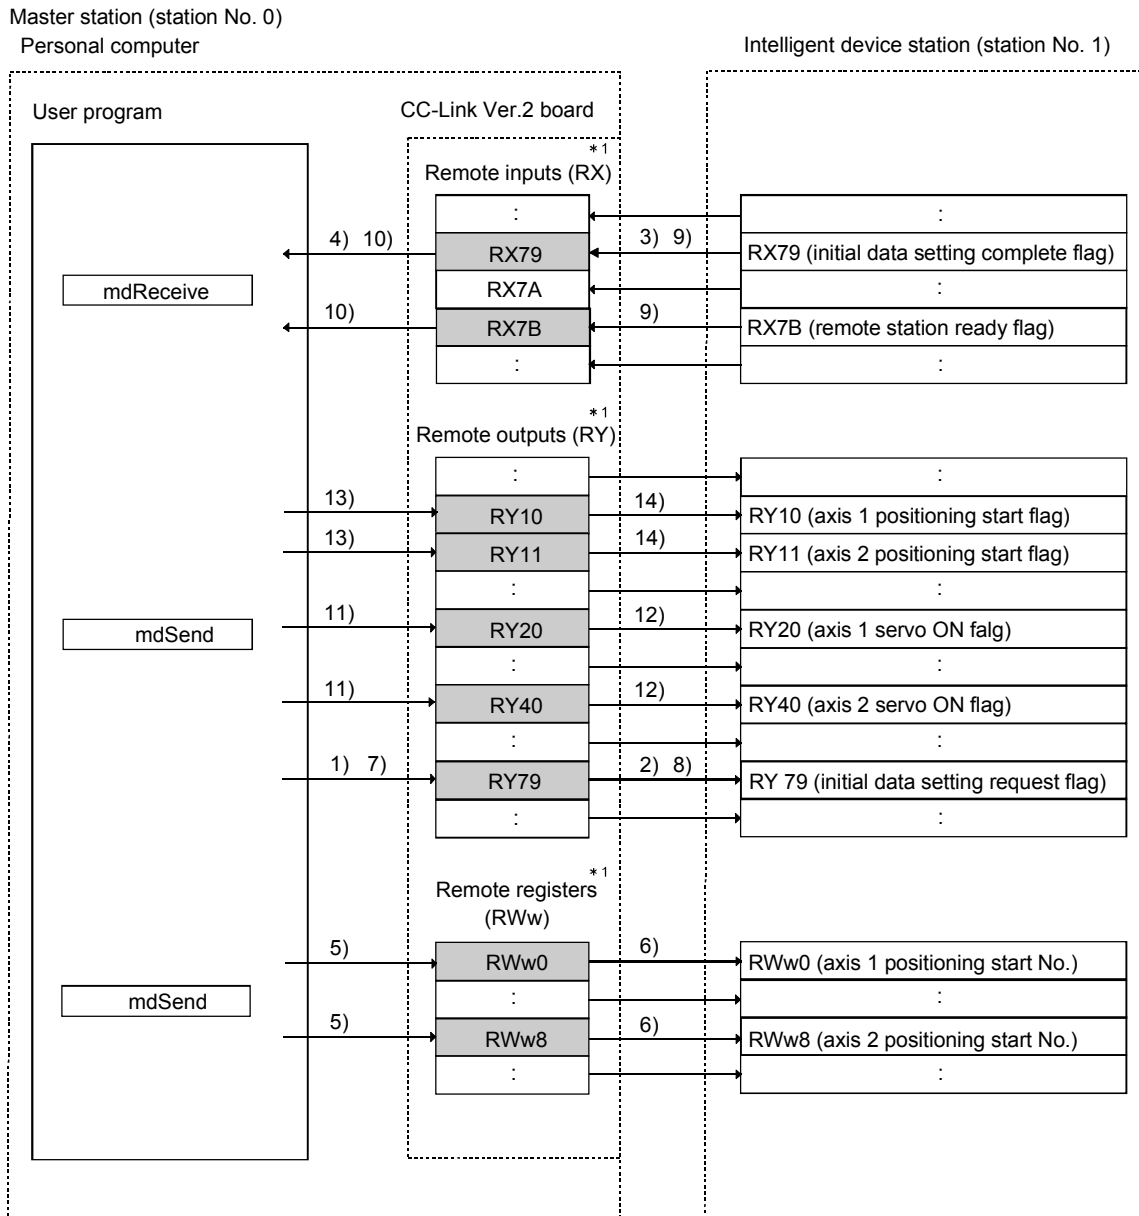 Master station (station No. 0)
Personal computer
Intelligent device station (station No. 1)
User program
CC-Link Ver.2 board
*1
Remote inputs (RX)
:
:
4) 10)
RX79
3) 9)
RX79 (initial data setting complete flag)
mdReceive
RX7A
:
10)
RX7B
9)
RX7B (remote station ready flag)
:
:
*1
Remote outputs (RY)
:
:
13)
RY10
14)
RY10 (axis 1 positioning start flag)
13)
RY11
14)
RY11 (axis 2 positioning start flag)
:
:
mdSend
11)
RY20
12)
RY20 (axis 1 servo ON falg)
:
:
11)
RY40
12)
RY40 (axis 2 servo ON flag)
:
:
1) 7)
RY79
2) 8)
RY 79 (initial data setting request flag)
:
:
*1
Remote registers
(RWw)
5)
RWw0
6)
RWw0 (axis 1 positioning start No.)
mdSend
:
:
5)
RWw8
6)
RWw8 (axis 2 positioning start No.)
:
: